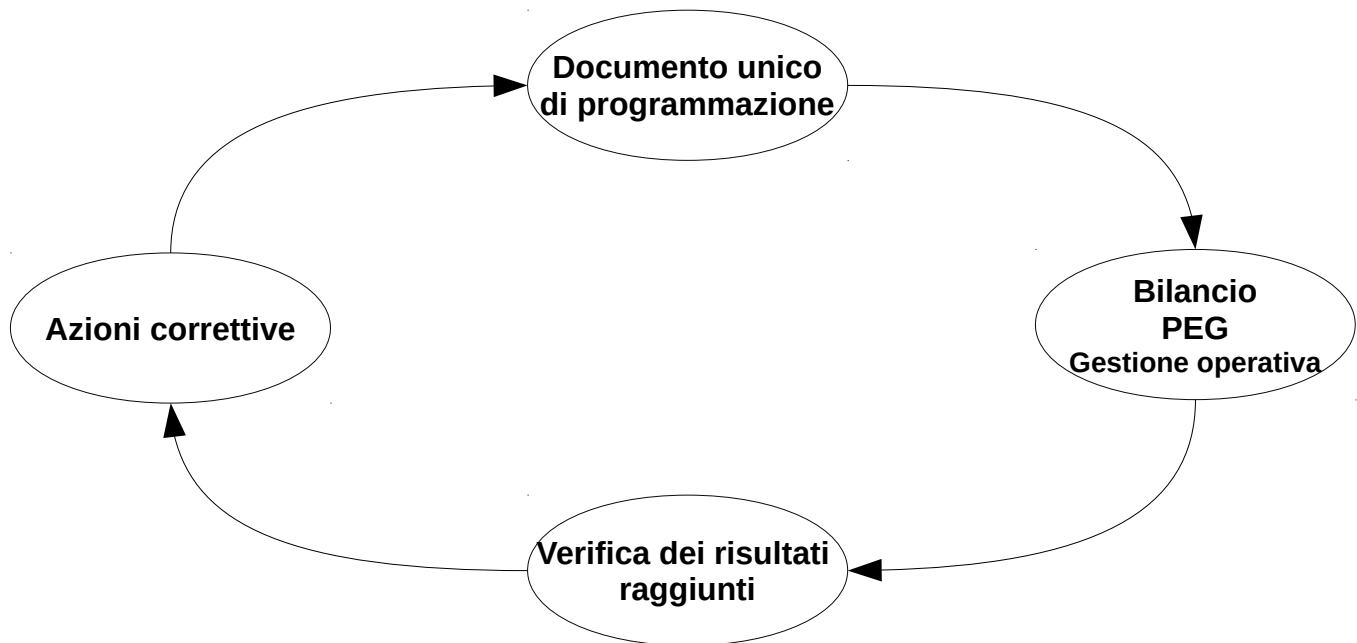 Documento unico
di programmazione
Azioni correttive
Bilancio
PEG
Gestione operativa
Verifica dei risultati
raggiunti